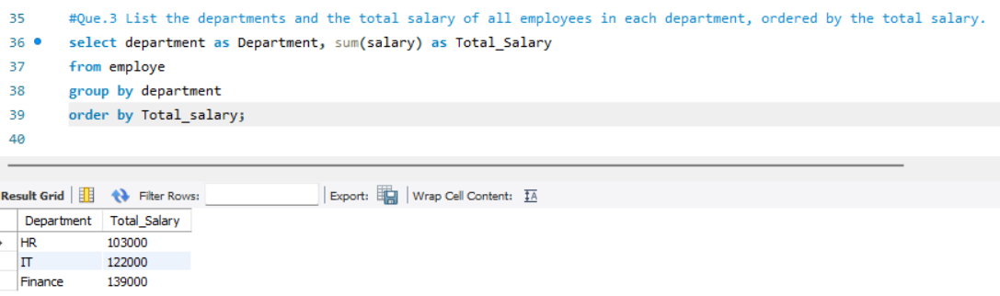 35 #Que.3 List the departments and the total salary of all employees in each department, ordered by the total salary.
36 select department as Department, sum(salary) as Total_Salary
37 from employe
38 group by department
39 order by Total_salary;
40
Result Grid Filter Rows: Export: Wrap Cell Content: IA
Department Total_Salary
HR 103000
IT 122000
Finance 139000